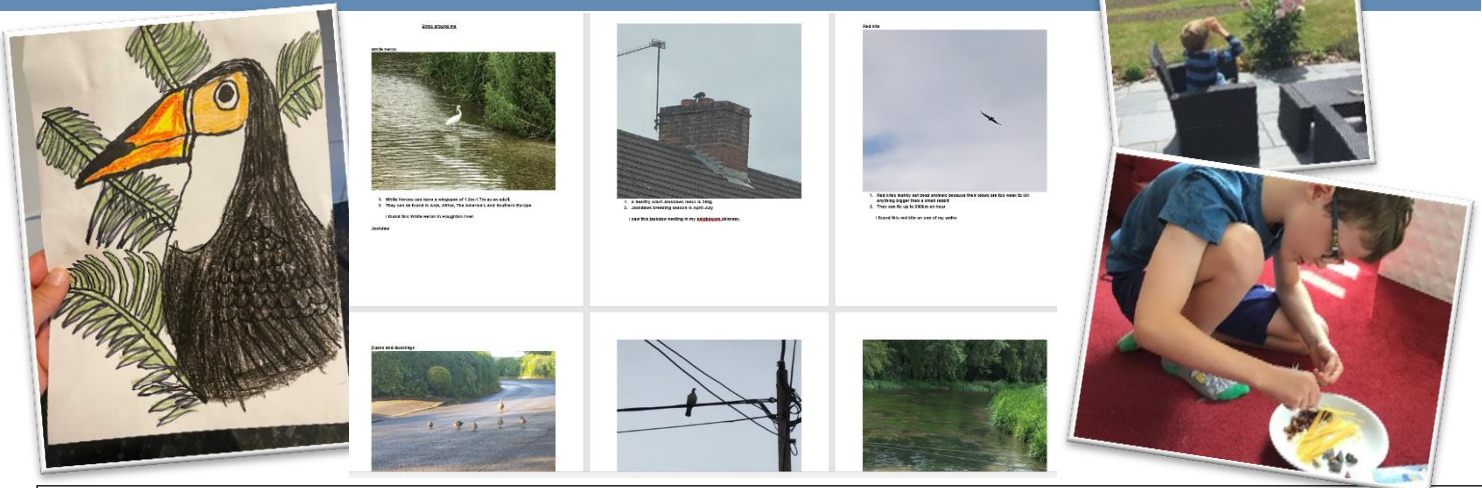 Birds around me
White heron
1. White Herons can have a wingspan of 1.5m-1.7m as an adult.
2. They can be found in Asia, Africa, The America's and Southern Europe.
I found this White Heron in Houghton river.
Jackdaw
1. A healthy adult Jackdaws mass is 240g
2. Jackdaws breeding season is April-July
I saw this jackdaw nesting in my neighbours chimney.
Red kite
1. Red kites mainly eat dead animals because their claws are too weak to kill
anything bigger than a small rabbit
2. They can fly up to
an hour
I found this red kite on one of my walks.
Ducks and ducklings